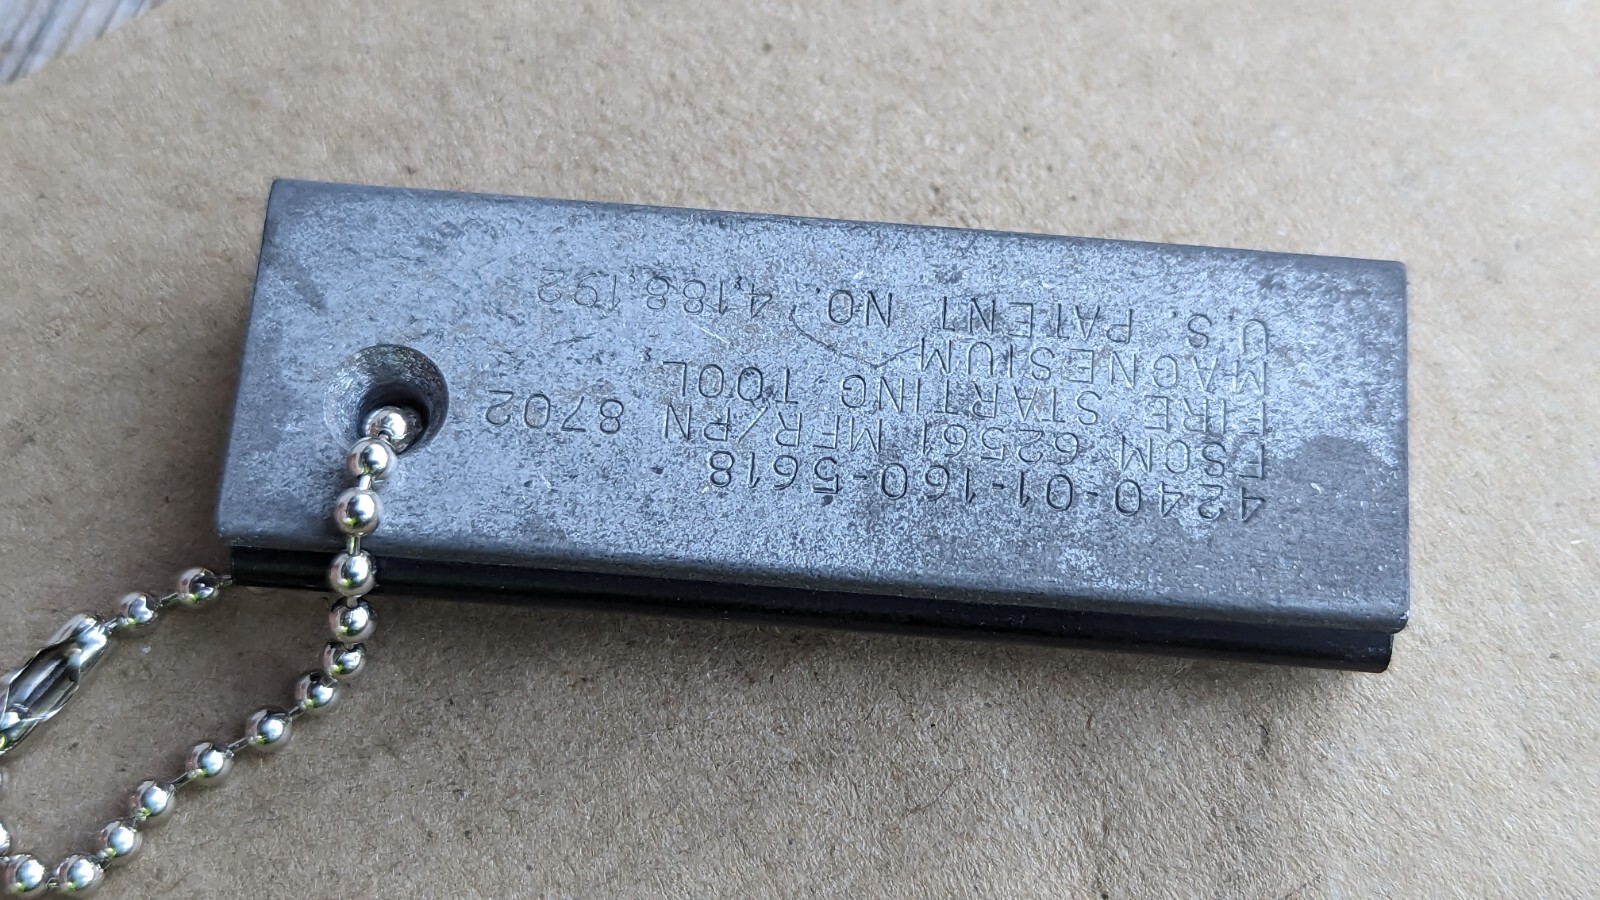 4240-01-160-5618
FSCM 62561 MFR/PN 8702
FIRE STARTING TOOL
MAGNESIUM
U.S. PATENT NO. 4,188,192